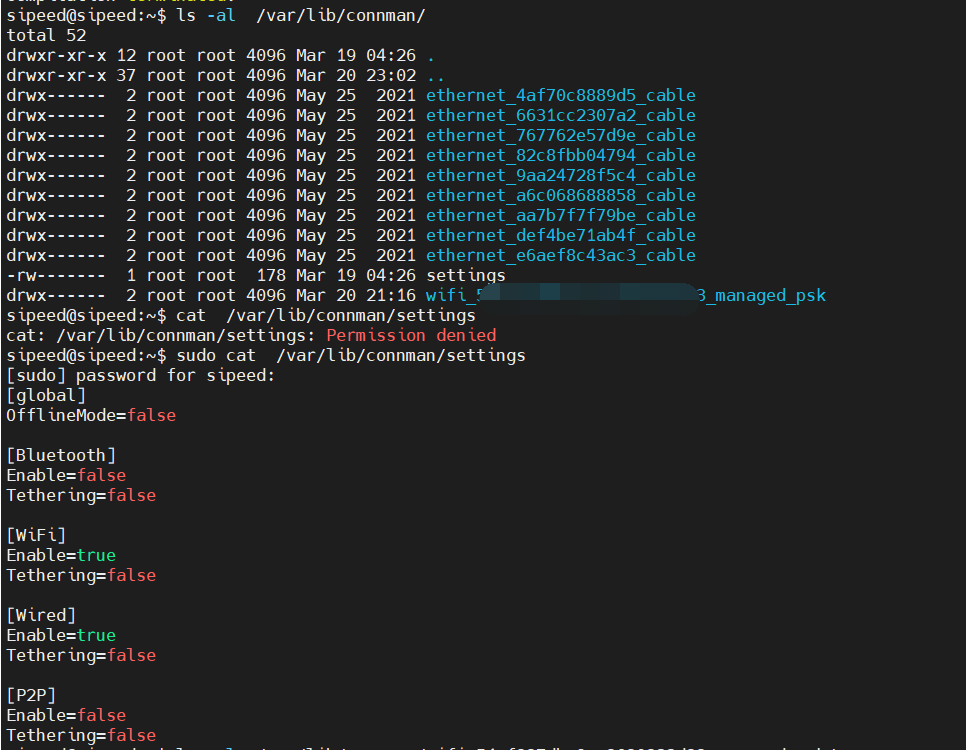 sipeed@sipeed:~$ ls -al  /var/lib/connman/
total 52
drwxr-xr-x 12 root root 4096 Mar 19 04:26 .
drwxr-xr-x 37 root root 4096 Mar 20 23:02 ..
drwx------  2 root root 4096 May 25  2021 ethernet_4af70c8889d5_cable
drwx------  2 root root 4096 May 25  2021 ethernet_6631cc2307a2_cable
drwx------  2 root root 4096 May 25  2021 ethernet_767762e57d9e_cable
drwx------  2 root root 4096 May 25  2021 ethernet_82c8fbb04794_cable
drwx------  2 root root 4096 May 25  2021 ethernet_9aa24728f5c4_cable
drwx------  2 root root 4096 May 25  2021 ethernet_a6c068688858_cable
drwx------  2 root root 4096 May 25  2021 ethernet_aa7b7f7f79be_cable
drwx------  2 root root 4096 May 25  2021 ethernet_def4be71ab4f_cable
drwx------  2 root root 4096 May 25  2021 ethernet_e6aef8c43ac3_cable
-rw-------  1 root root  178 Mar 19 04:26 settings
drwx------  2 root root 4096 Mar 20 21:16 wifi_ 3_managed_psk
sipeed@sipeed:~$ cat  /var/lib/connman/settings
cat: /var/lib/connman/settings: Permission denied
sipeed@sipeed:~$ sudo cat  /var/lib/connman/settings
[sudo] password for sipeed:
[global]
OfflineMode=false
[Bluetooth]
Enable=false
Tethering=false
[WiFi]
Enable=true
Tethering=false
[Wired]
Enable=true
Tethering=false
[P2P]
Enable=false
Tethering=false